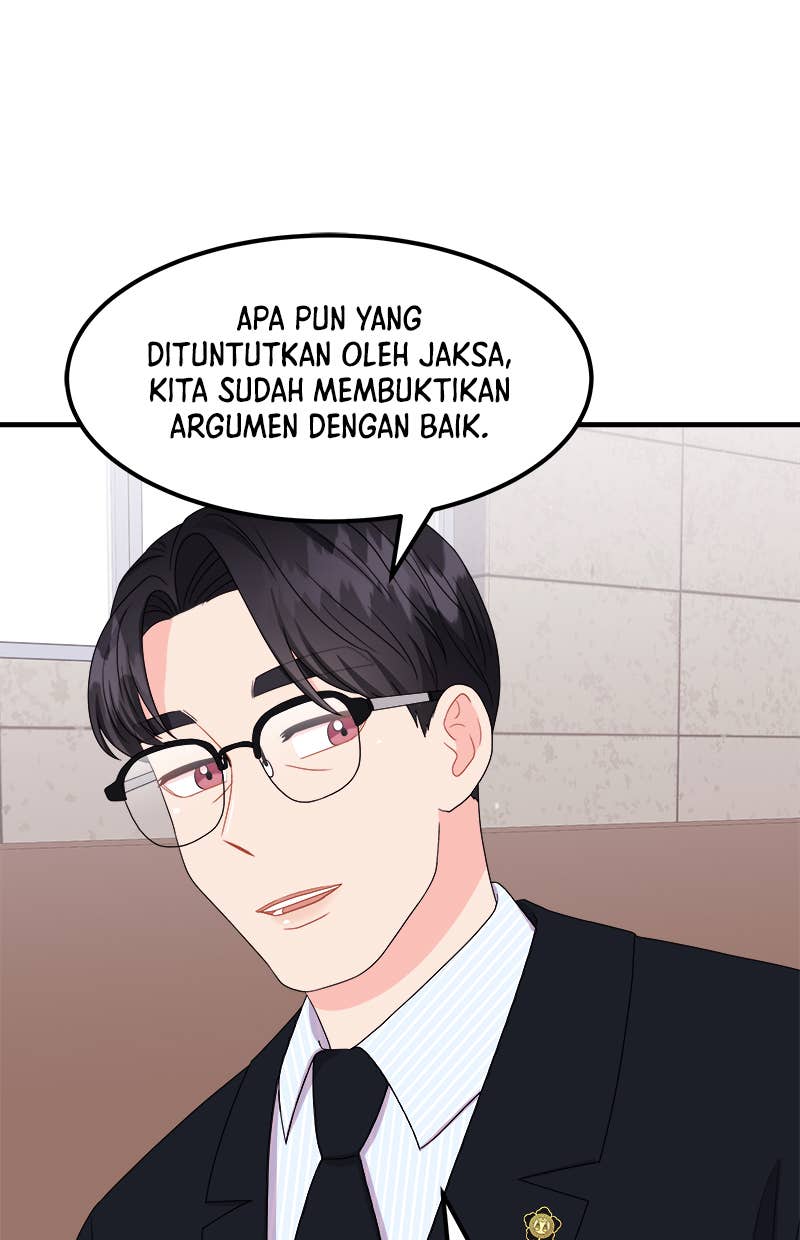 APA PUN YANG
DITUNTUTKAN OLEH JAKSA,
KITA SUDAH MEMBUKTIKAN
ARGUMEN DENGAN BAIK.